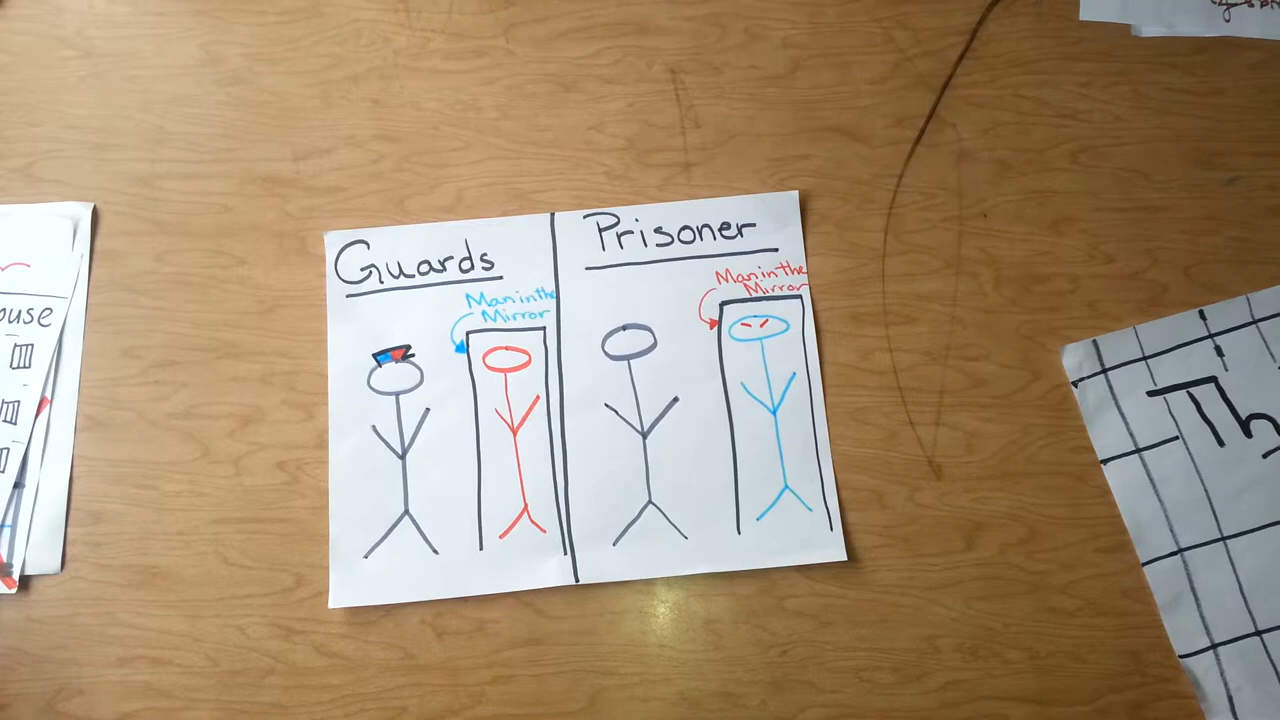 Guards
Man in the
Mirror
Prisoner
Man in the
Mirror
ouse
Th